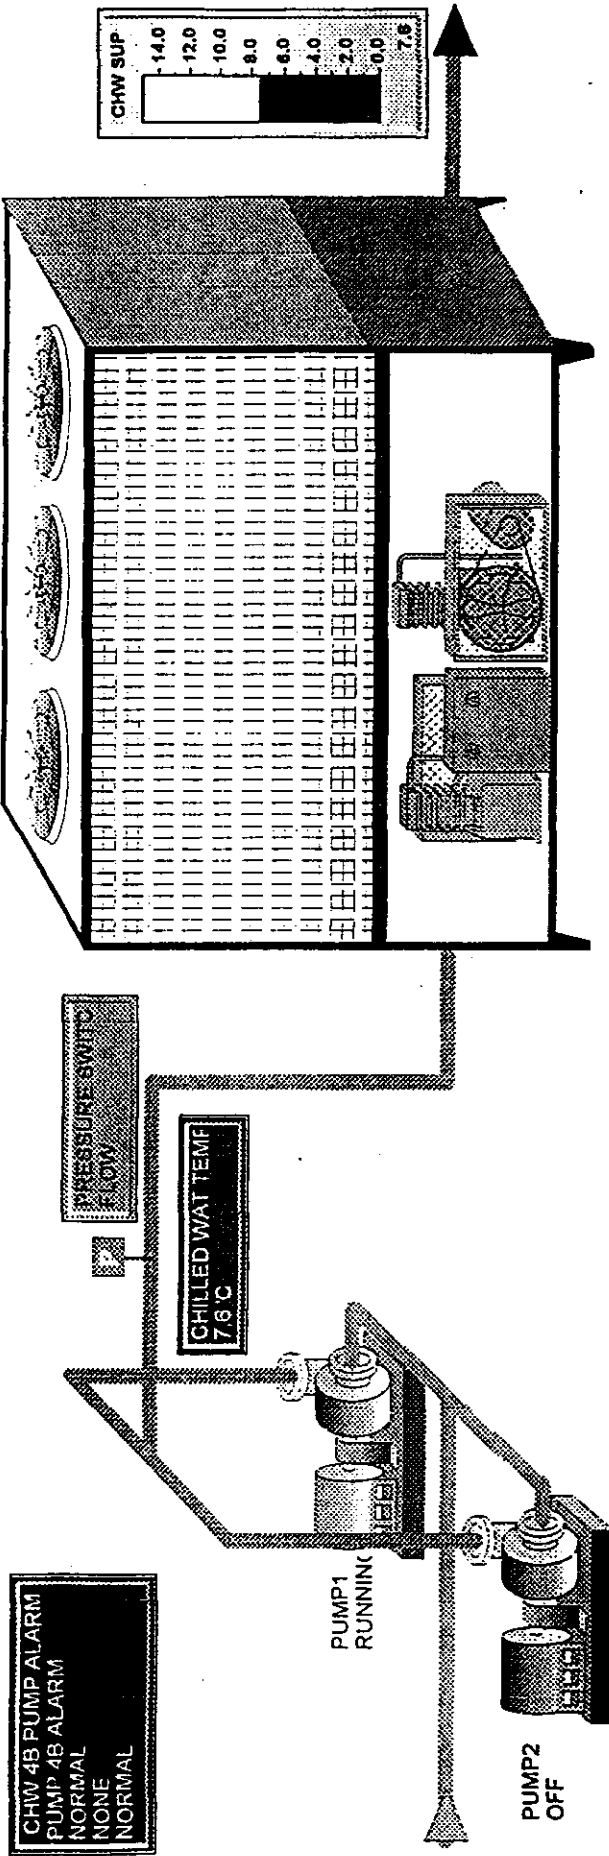 CHW 4B PUMP ALARM
PUMP 4B ALARM
NORMAL
NONE
NORMAL
PRESSURE SWITC
FLOW
P
CHILLED WAT TEMP
7.6°C
PUMP1
RUNNING
PUMP2
OFF
CHW SUP
14.0
12.0
10.0
8.0
6.0
4.0
2.0
0.0
7.6